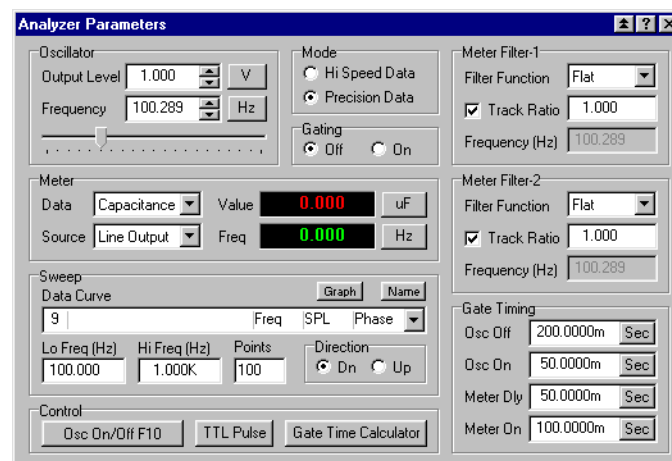 Analyzer Parameters
Oscillator
Output Level 1.000 V
Frequency 100.289 Hz
Mode
Hi Speed Data
Precision Data
Gating
Off On
Meter Filter-1
Filter Function Flat
Track Ratio 1.000
Frequency (Hz) 100.289
Meter
Data Capacitance Value 0.000 uF
Source Line Output Freq 0.000 Hz
Meter Filter-2
Filter Function Flat
Track Ratio 1.000
Frequency (Hz) 100.289
Sweep
Data Curve Graph Name
9 Freq SPL Phase
Lo Freq (Hz) Hi Freq (Hz) Points Direction
100.000 1.000K 100 Dn Up
Gate Timing
Osc Off 200.0000m Sec
Osc On 50.0000m Sec
Meter Dly 50.0000m Sec
Meter On 100.0000m Sec
Control
Osc On/Off F10 TTL Pulse Gate Time Calculator